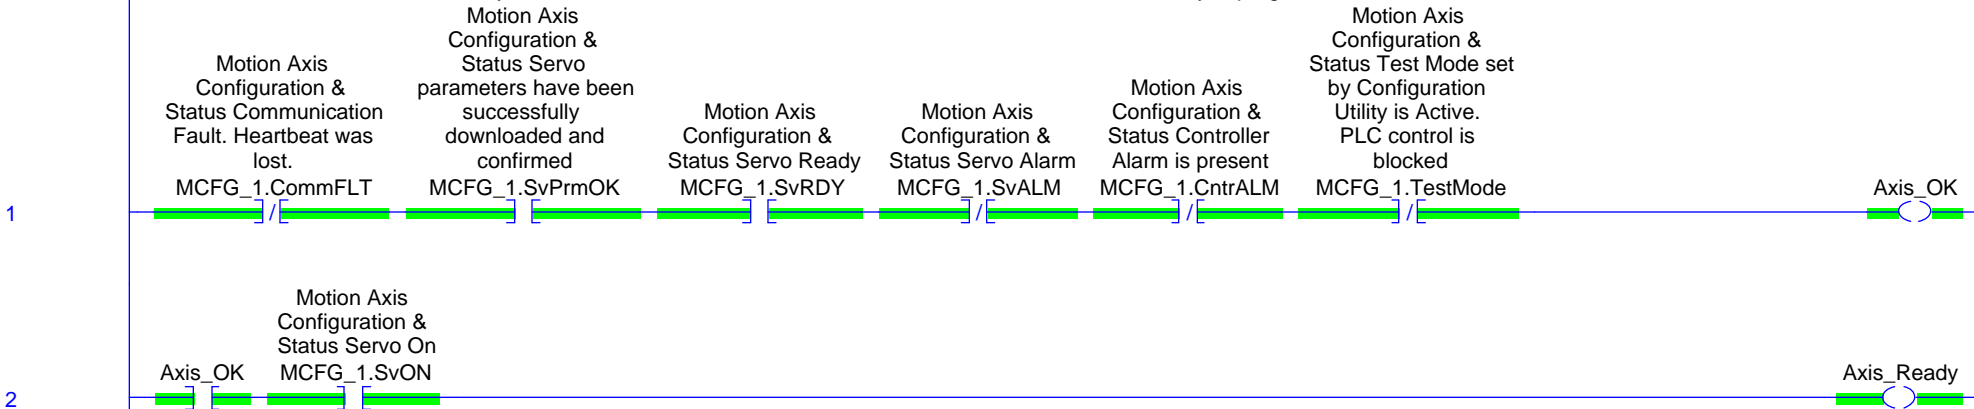 Motion Axis
Configuration &
Status Communication
Fault. Heartbeat was
lost.
MCFG_1.CommFLT
Motion Axis
Configuration &
Status Servo
parameters have been
successfully
downloaded and
confirmed
MCFG_1.SvPrmOK
Motion Axis
Configuration &
Status Servo Ready
MCFG_1.SvRDY
Motion Axis
Configuration &
Status Servo Alarm
MCFG_1.SvALM
Motion Axis
Configuration &
Status Controller
Alarm is present
MCFG_1.CntrALM
Motion Axis
Configuration &
Status Test Mode set
by Configuration
Utility is Active.
PLC control is
blocked
MCFG_1.TestMode
Axis_OK
1
Motion Axis
Configuration &
Status Servo On
Axis_OK
MCFG_1.SvON
Axis_Ready
2